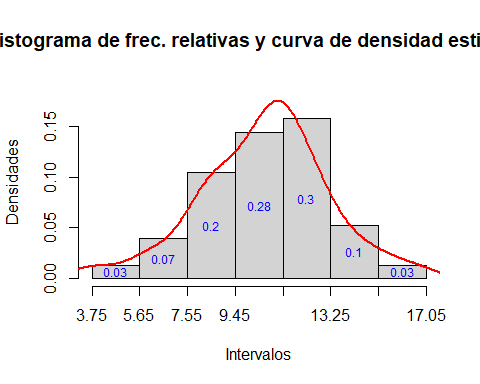 istograma de frec. relativas y curva de densidad esti
Densidades
0.15
0.10
0.05
0.00
0.03
0.07
0.2
0.28
0.3
0.1
0.03
3.75 5.65 7.55 9.45 13.25 17.05
Intervalos